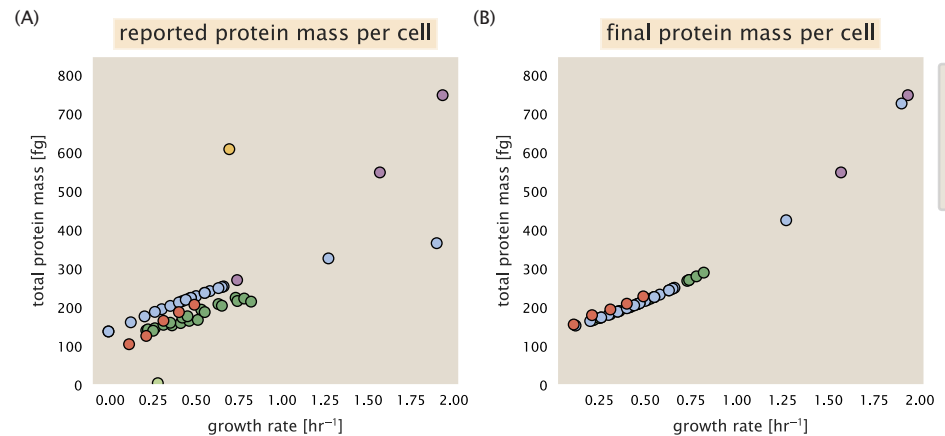 (A)
reported protein mass per cell
800
700
600
500
400
300
200
100
0
total protein mass [fg]
0.00 0.25 0.50 0.75 1.00 1.25 1.50 1.75 2.00
growth rate [hr⁻¹]
(B)
final protein mass per cell
800
700
600
500
400
300
200
100
0
total protein mass [fg]
0.25 0.50 0.75 1.00 1.25 1.50 1.75 2.00
growth rate [hr⁻¹]